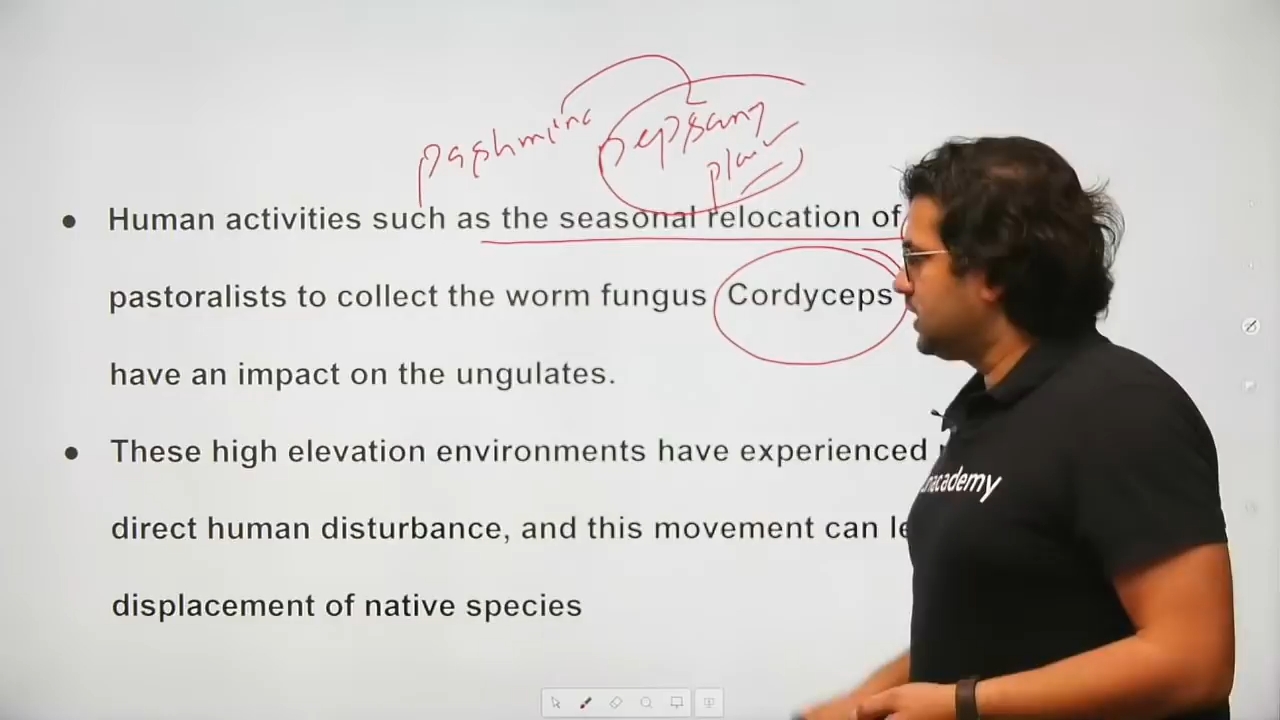 pashmina
Depsang
plain
Human activities such as the seasonal relocation of
pastoralists to collect the worm fungus Cordyceps
have an impact on the ungulates.
These high elevation environments have experienced
direct human disturbance, and this movement can le
displacement of native species
nacademy